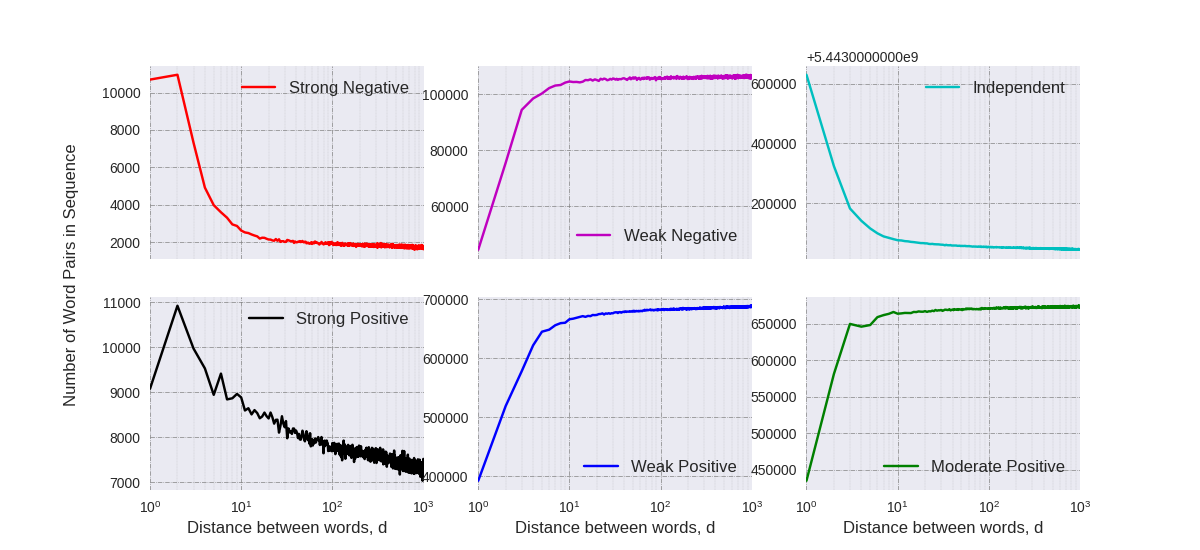 +5.4430000000e9
10000
8000
6000
4000
2000
Strong Negative
100000
80000
60000
Weak Negative
600000
400000
200000
Independent
Number of Word Pairs in Sequence
11000
10000
9000
8000
7000
Strong Positive
700000
600000
500000
400000
Weak Positive
650000
600000
550000
500000
450000
Moderate Positive
10⁰ 10¹ 10² 10³
10⁰ 10¹ 10² 10³
10⁰ 10¹ 10² 10³
Distance between words, d
Distance between words, d
Distance between words, d